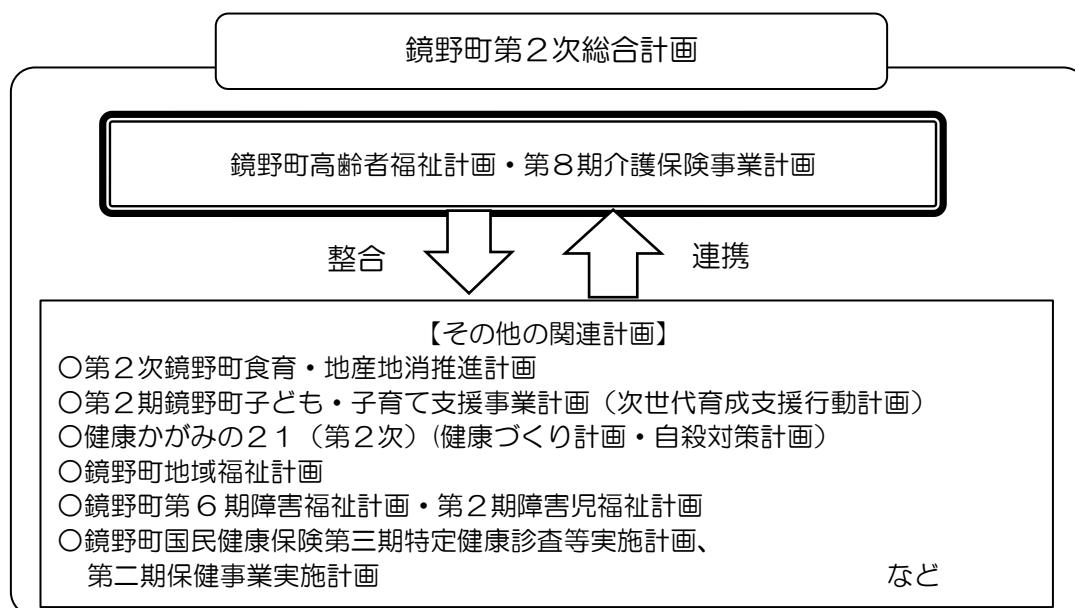 鏡野町第２次総合計画
鏡野町高齢者福祉計画・第８期介護保険事業計画
整合
連携
【その他の関連計画】
〇第２次鏡野町食育・地産地消推進計画
〇第２期鏡野町子ども・子育て支援事業計画（次世代育成支援行動計画）
〇健康かがみの２１（第２次）(健康づくり計画・自殺対策計画）
〇鏡野町地域福祉計画
〇鏡野町第６期障害福祉計画・第２期障害児福祉計画
〇鏡野町国民健康保険第三期特定健康診査等実施計画、
第二期保健事業実施計画 など